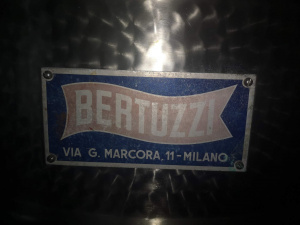 BERTUZZI
VIA G. MARCORA, 11-MILANO